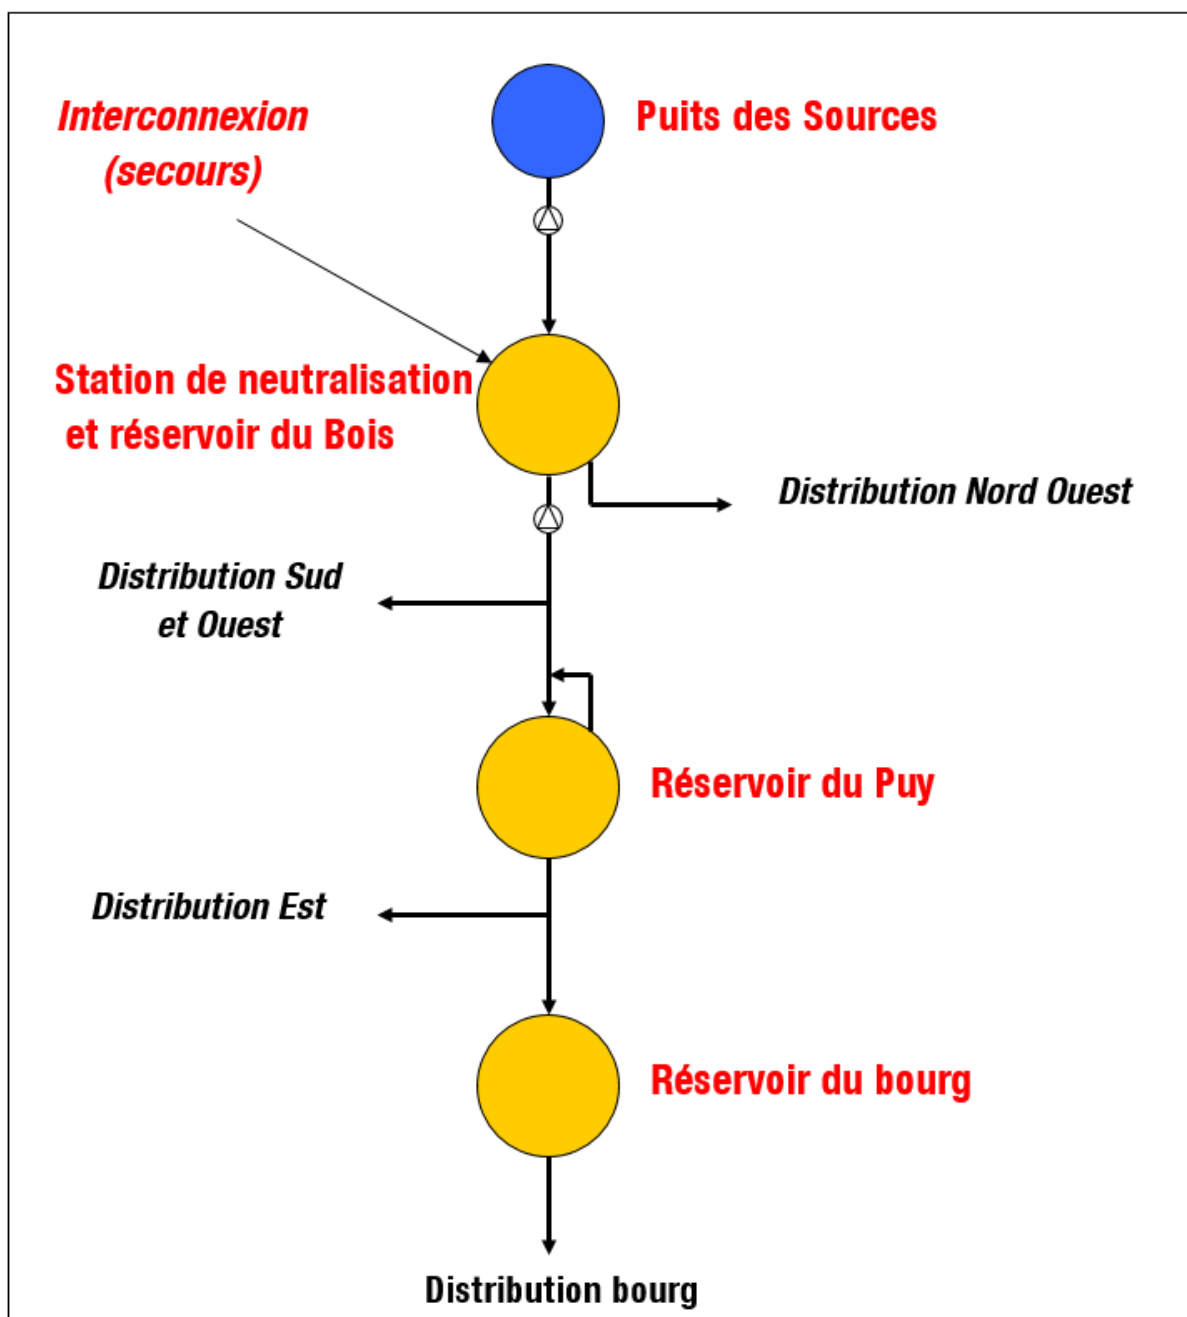 Interconnexion
(secours)
Puits des Sources
Station de neutralisation
et réservoir du Bois
Distribution Nord Ouest
Distribution Sud
et Ouest
Réservoir du Puy
Distribution Est
Réservoir du bourg
Distribution bourg